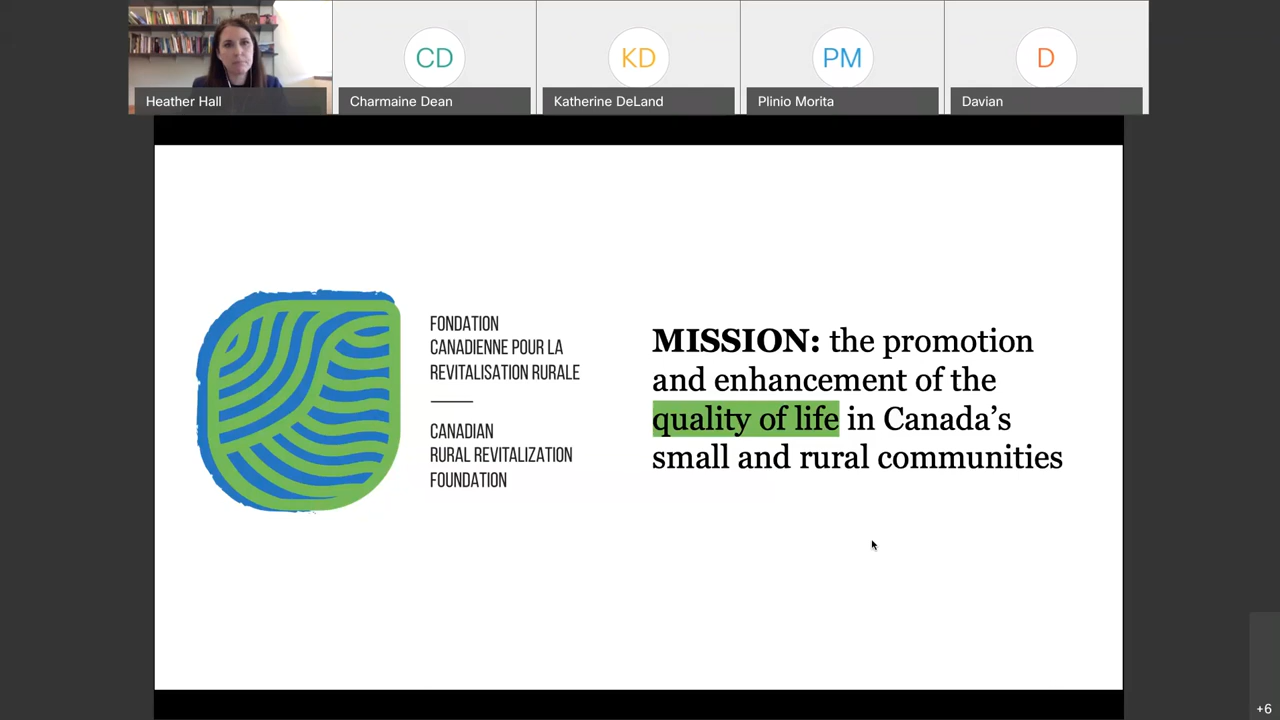 CD
KD
PM
D
Heather Hall
Charmaine Dean
Katherine DeLand
Plinio Morita
Davian
FONDATION
CANADIENNE POUR LA
REVITALISATION RURALE
CANADIAN
RURAL REVITALIZATION
FOUNDATION
MISSION: the promotion
and enhancement of the
quality of life in Canada’s
small and rural communities
+6